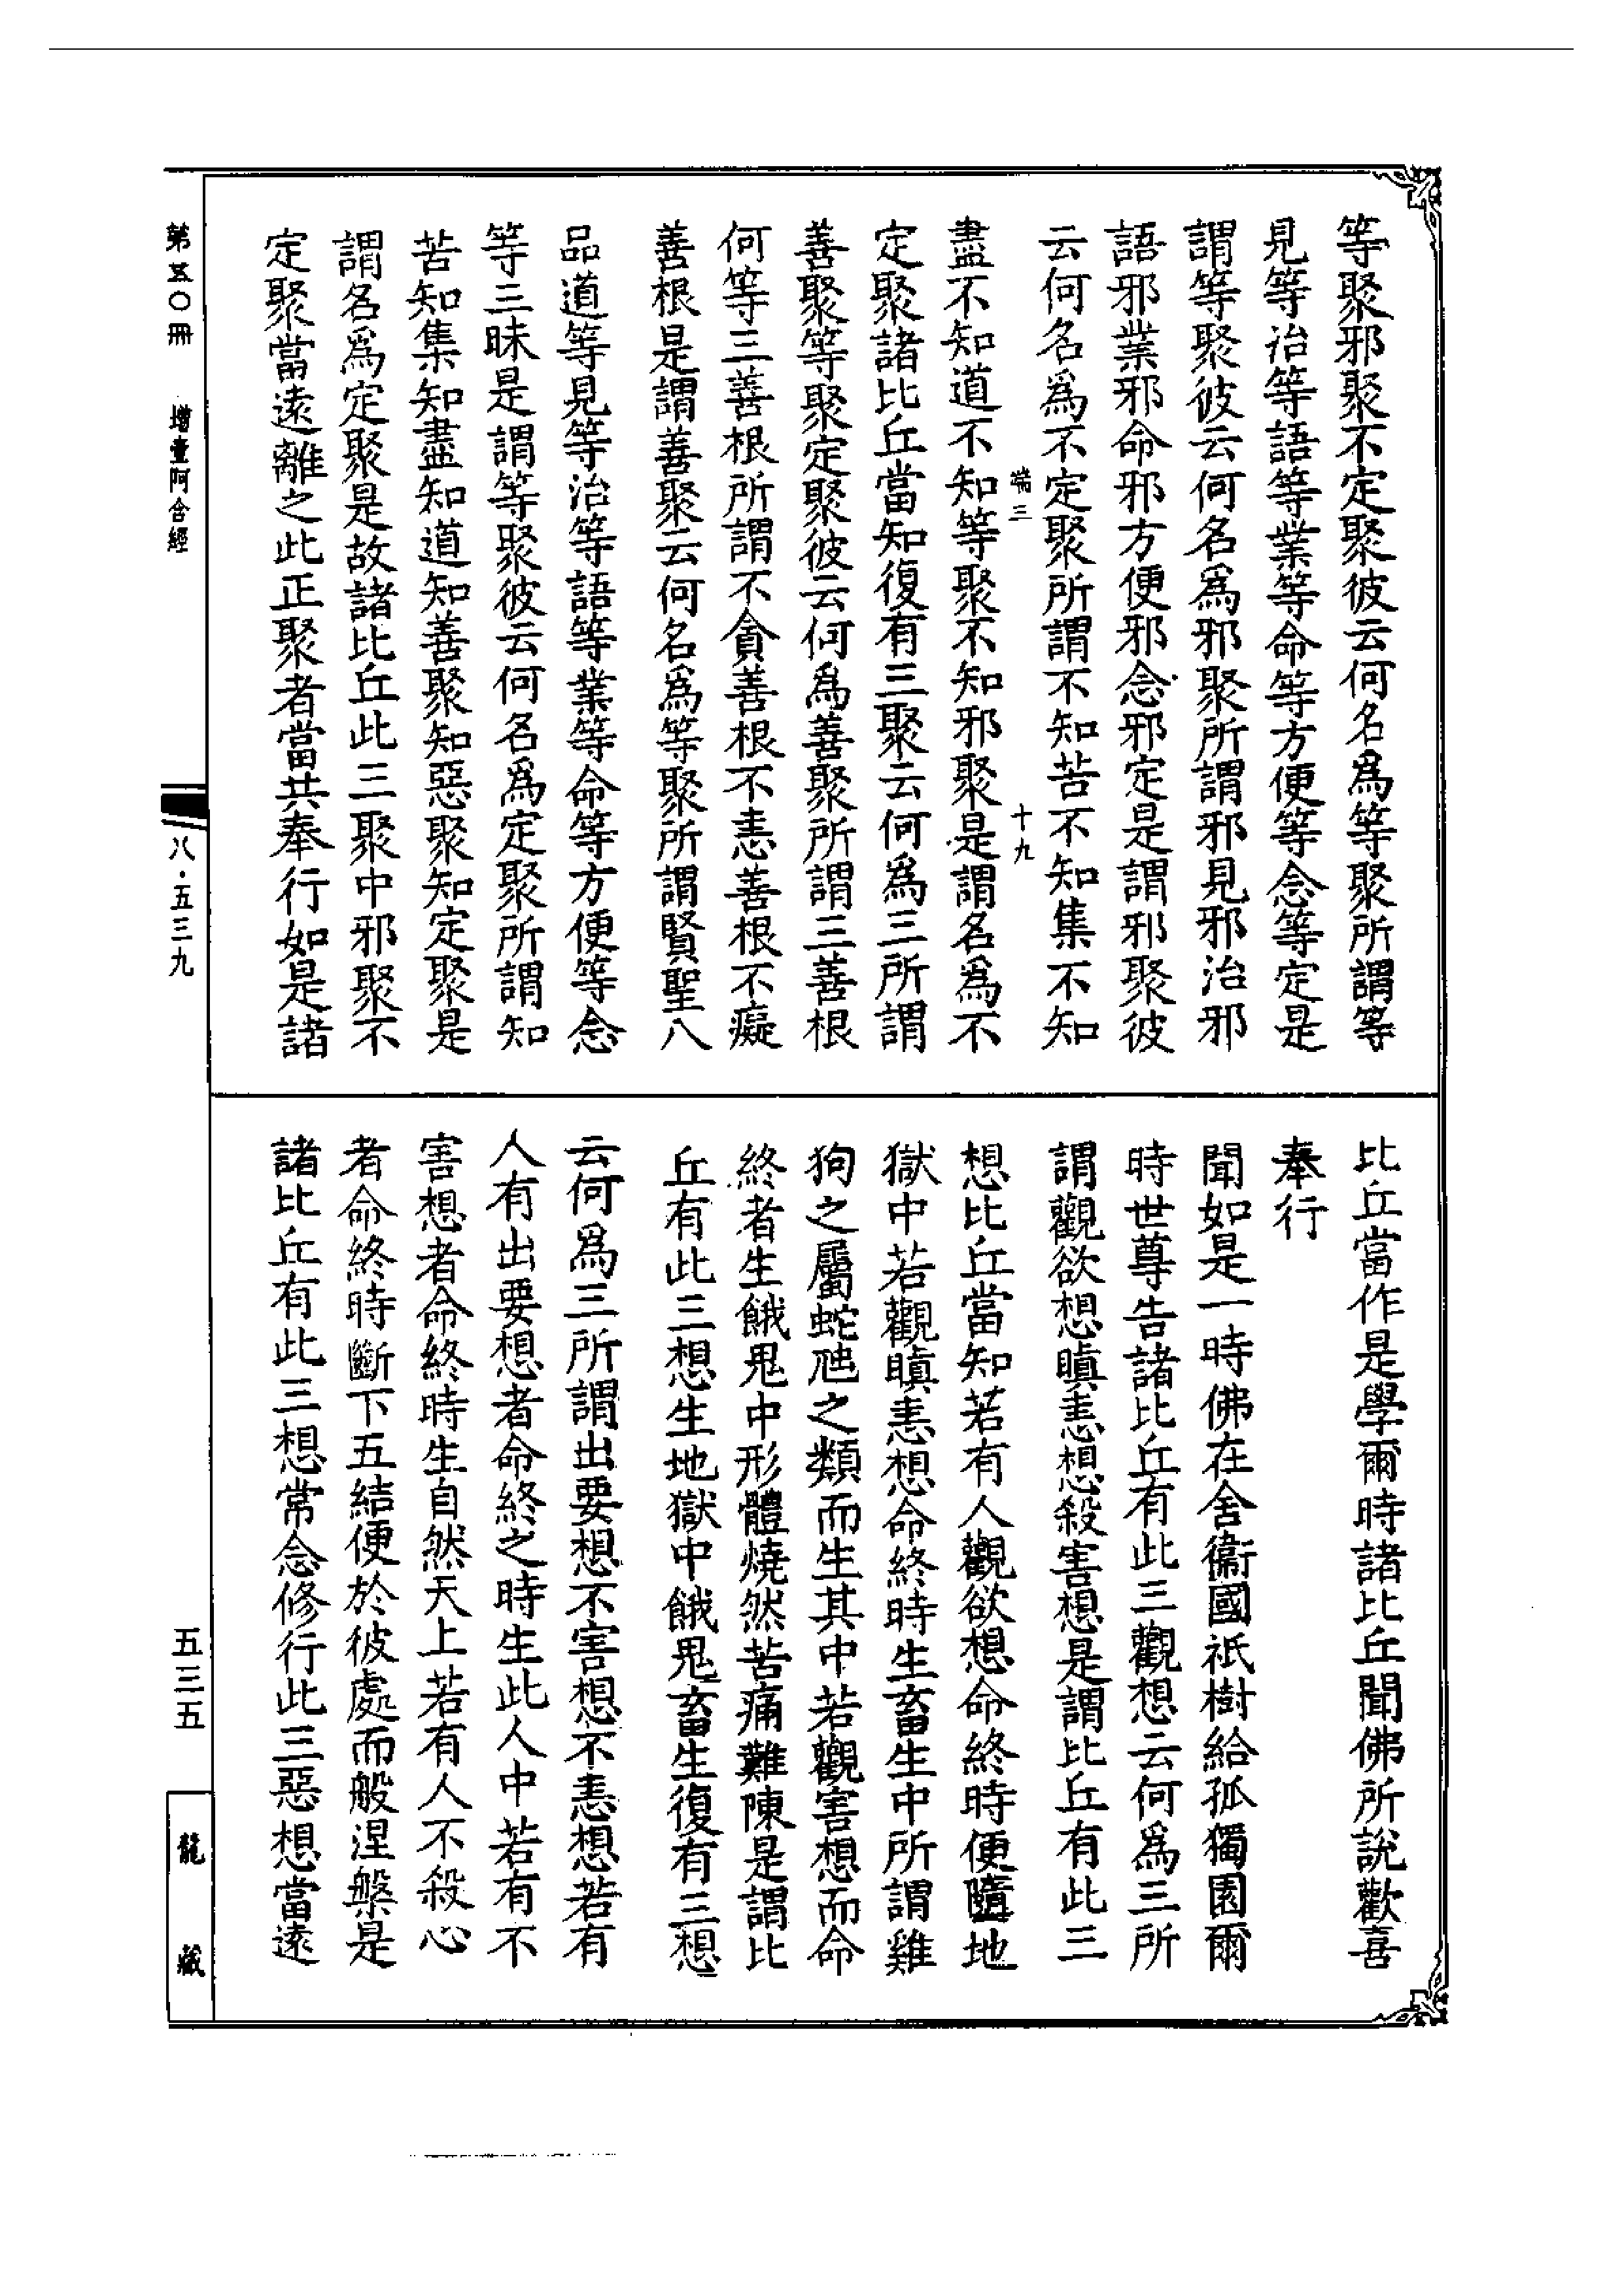 等聚邪聚不定聚彼云何名爲等聚所謂等
見等治等語等業等命等方便等念等定是
謂等聚彼云何名爲邪聚所謂邪見邪治邪
語邪業邪命邪方便邪念邪定是謂邪聚彼
云何名爲不定聚所謂不知苦不知集不知
端三
十九
盡不知道不知等聚不知邪聚是謂名爲不
定聚諸比丘當知復有三聚云何爲三所謂
善聚等聚定聚彼云何爲善聚所謂三善根
何等三善根所謂不貪善根不恚善根不癡
善根是謂善聚云何名爲等聚所謂賢聖八
品道等見等治等語等業等命等方便等念
等三昧是謂等聚彼云何名爲定聚所謂知
苦知集知盡知道知善聚知惡聚知定聚是
謂名爲定聚是故諸比丘此三聚中邪聚不
定聚當遠離之此正聚者當共奉行如是諸
比丘當作是學爾時諸比丘聞佛所說歡喜
奉行
聞如是一時佛在舍衞國祇樹給孤獨園爾
時世尊告諸比丘有此三觀想云何爲三所
謂觀欲想瞋恚想殺害想是謂比丘有此三
想比丘當知若有人觀欲想命終時便墮地
獄中若觀瞋恚想命終時生畜生中所謂雞
狗之屬蛇虺之類而生其中若觀害想而命
終者生餓鬼中形體燒然苦痛難陳是謂比
丘有此三想生地獄中餓鬼畜生復有三想
云何爲三所謂出要想不害想不恚想若有
人有出要想者命終之時生此人中若有不
害想者命終時生自然天上若有人不殺心
者命終時斷下五結便於彼處而般涅槃是
諸比丘有此三想常念修行此三惡想當遠
第五〇冊
增壹阿含經
八·五三九
五三五
龍藏